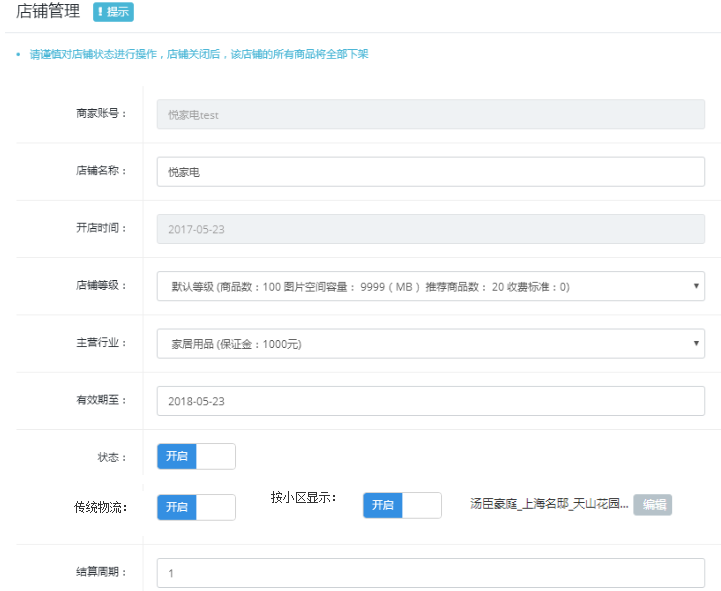 店铺管理 ! 提示
• 请谨慎对店铺状态进行操作，店铺关闭后，该店铺的所有商品将全部下架
商家账号： 悦家电test
店铺名称： 悦家电
开店时间： 2017-05-23
店铺等级： 默认等级 (商品数：100 图片空间容量： 9999（ MB ） 推荐商品数： 20 收费标准：0)
主营行业： 家居用品 (保证金：1000元)
有效期至： 2018-05-23
状态： 开启
传统物流： 开启 按小区显示： 开启 汤臣豪庭_上海名邸_天山花园... 编辑
结算周期： 1